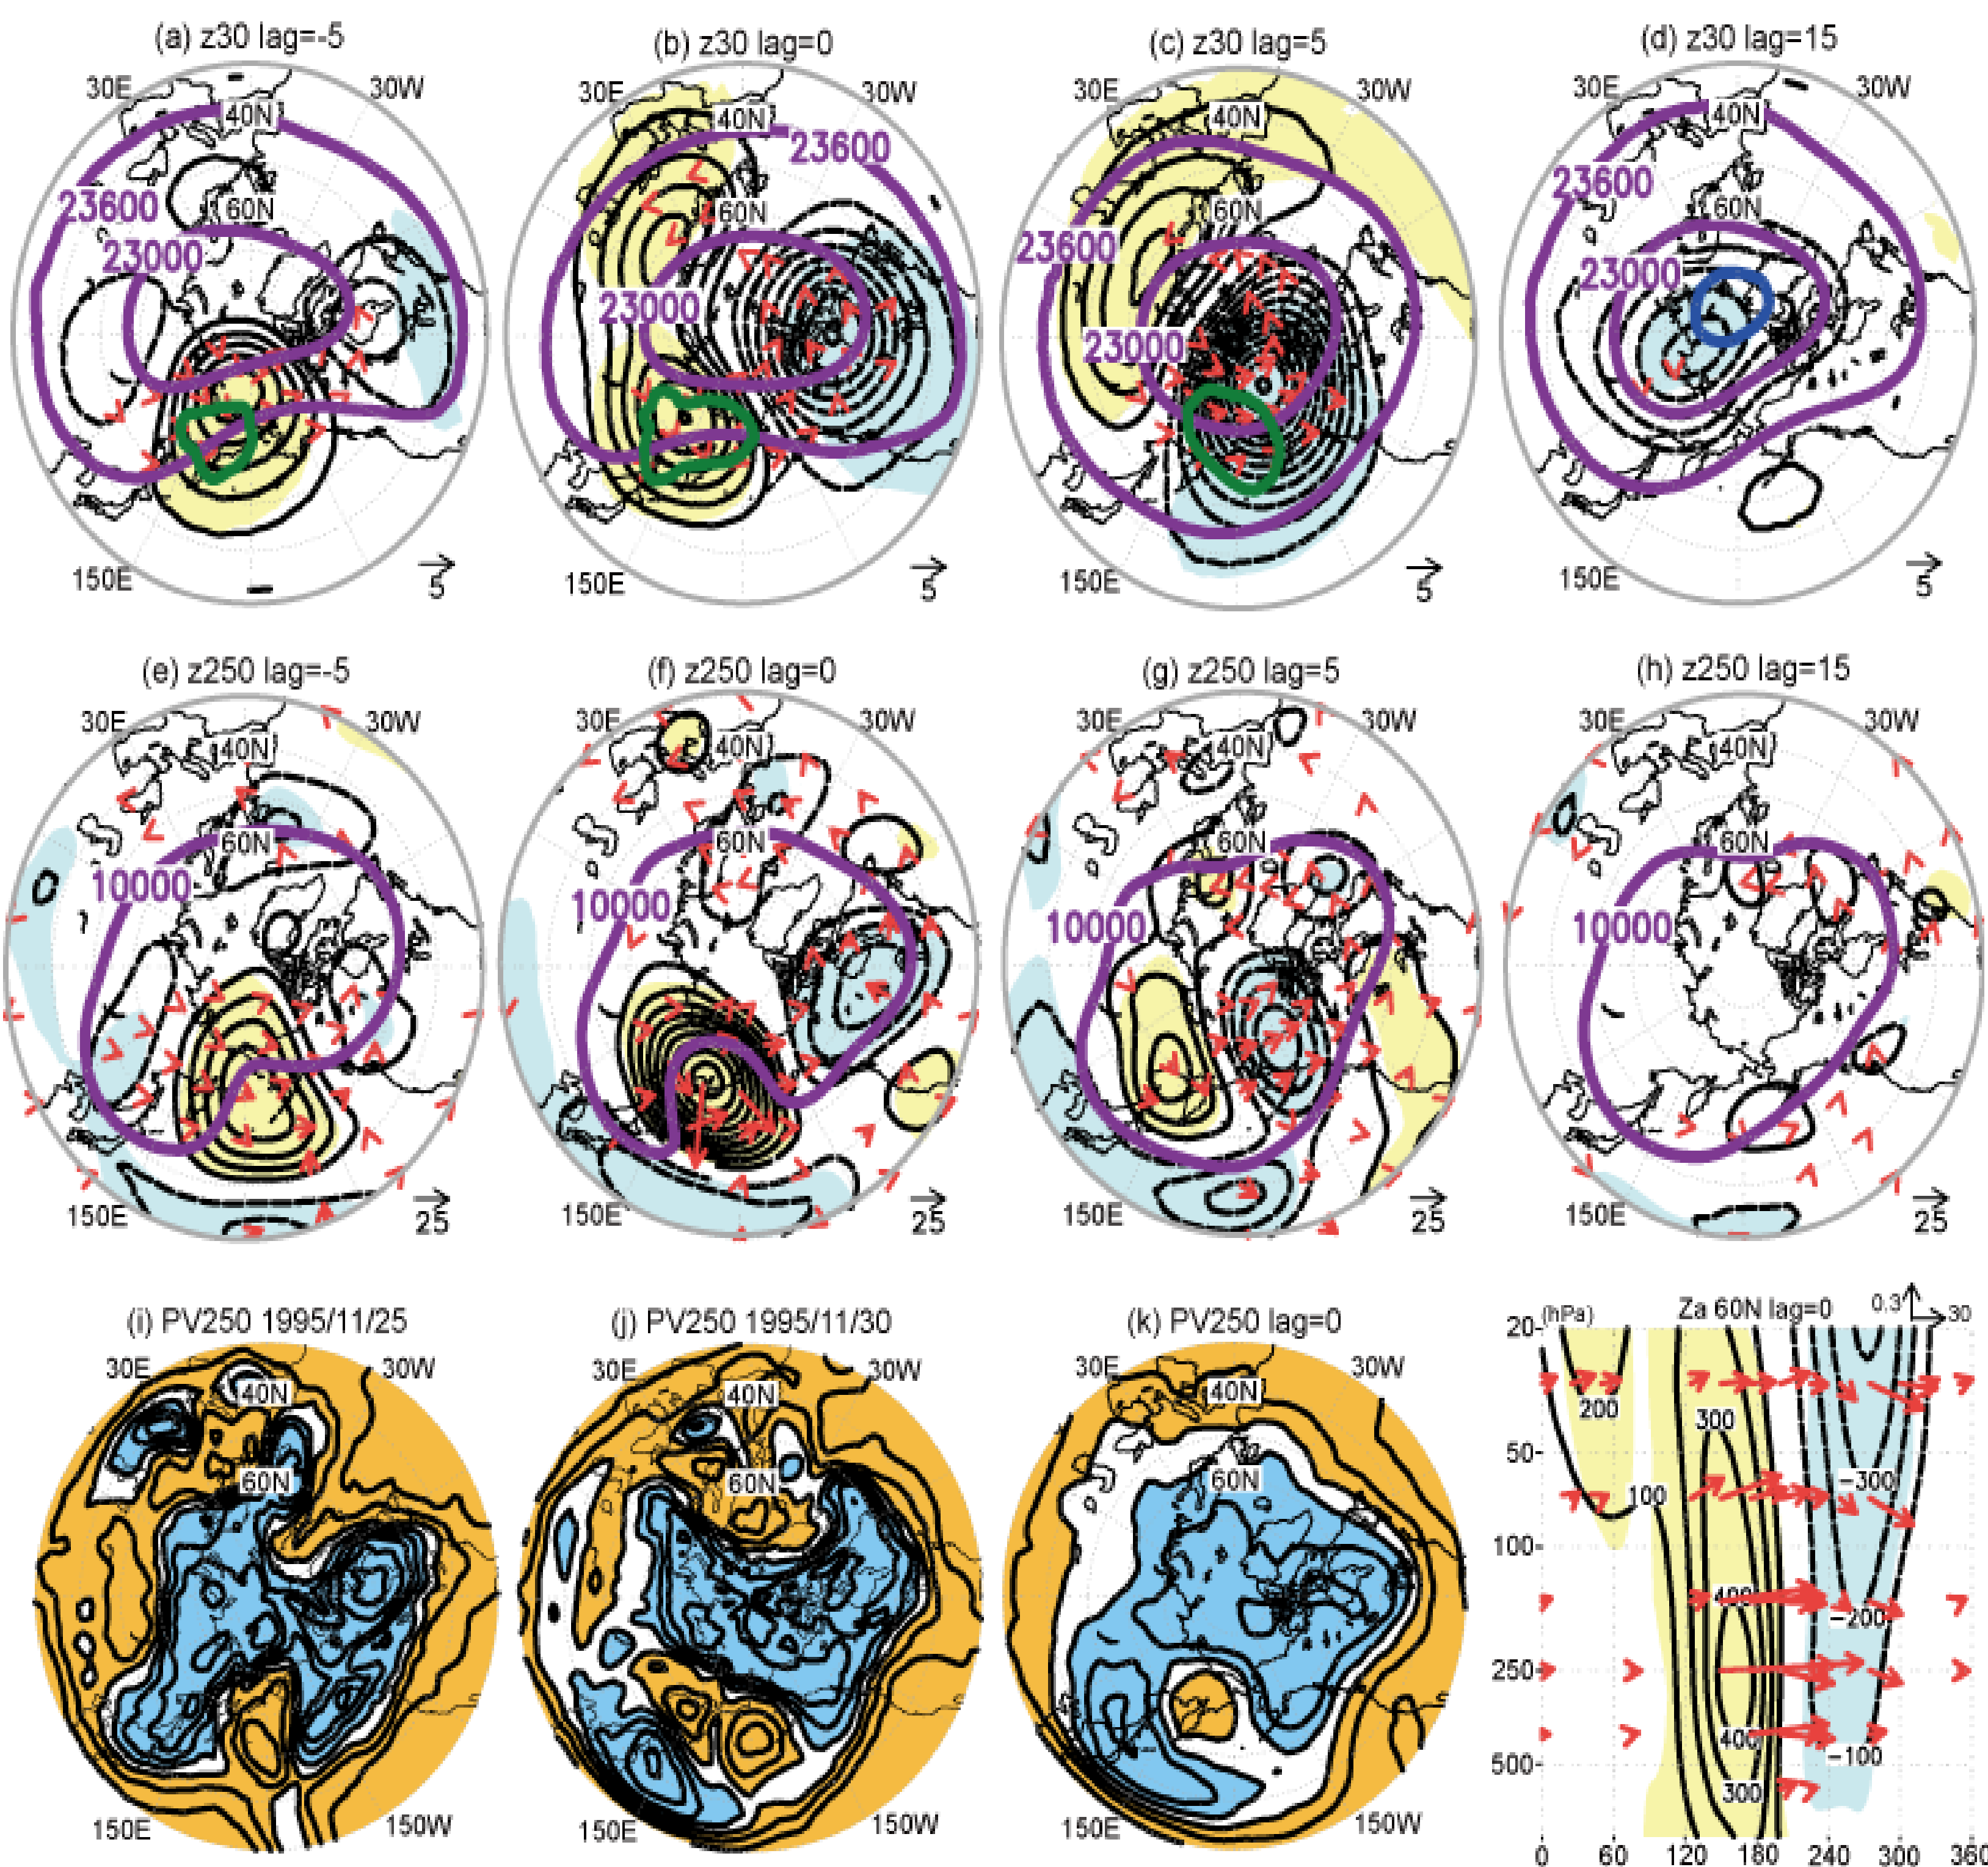 (a) z30 lag=-5
(b) z30 lag=0
(c) z30 lag=5
(d) z30 lag=15
30E 30W 40N 60N 23600 23000 150E 5
30E 30W 40N 60N 23600 23000 150E 5
30E 30W 40N 60N 23600 23000 150E 5
30E 30W 40N 60N 23600 23000 150E 5
(e) z250 lag=-5
(f) z250 lag=0
(g) z250 lag=5
(h) z250 lag=15
30E 30W 40N 60N 10000 150E 25
30E 30W 40N 60N 10000 150E 25
30E 30W 40N 60N 10000 150E 25
30E 30W 40N 60N 10000 150E 25
(i) PV250 1995/11/25
(j) PV250 1995/11/30
(k) PV250 lag=0
(hPa) Za 60N lag=0 0.3 30
30E 30W 40N 60N 150E 150W
30E 30W 40N 60N 150E 150W
30E 30W 40N 60N 150E 150W
20
200 300
50
100 -300
100
400 -200
250
400 -100
500
300
0 60 120 180 240 300 360